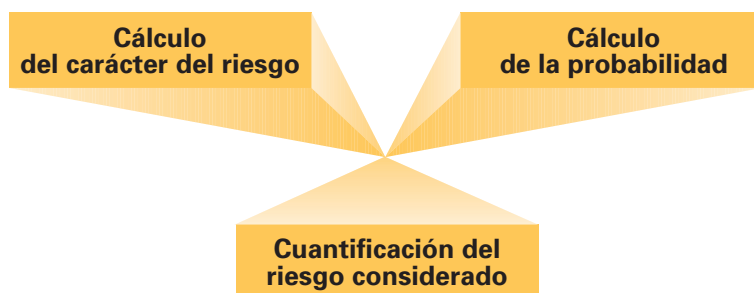 Cálculo
del carácter del riesgo
Cálculo
de la probabilidad
Cuantificación del
riesgo considerado